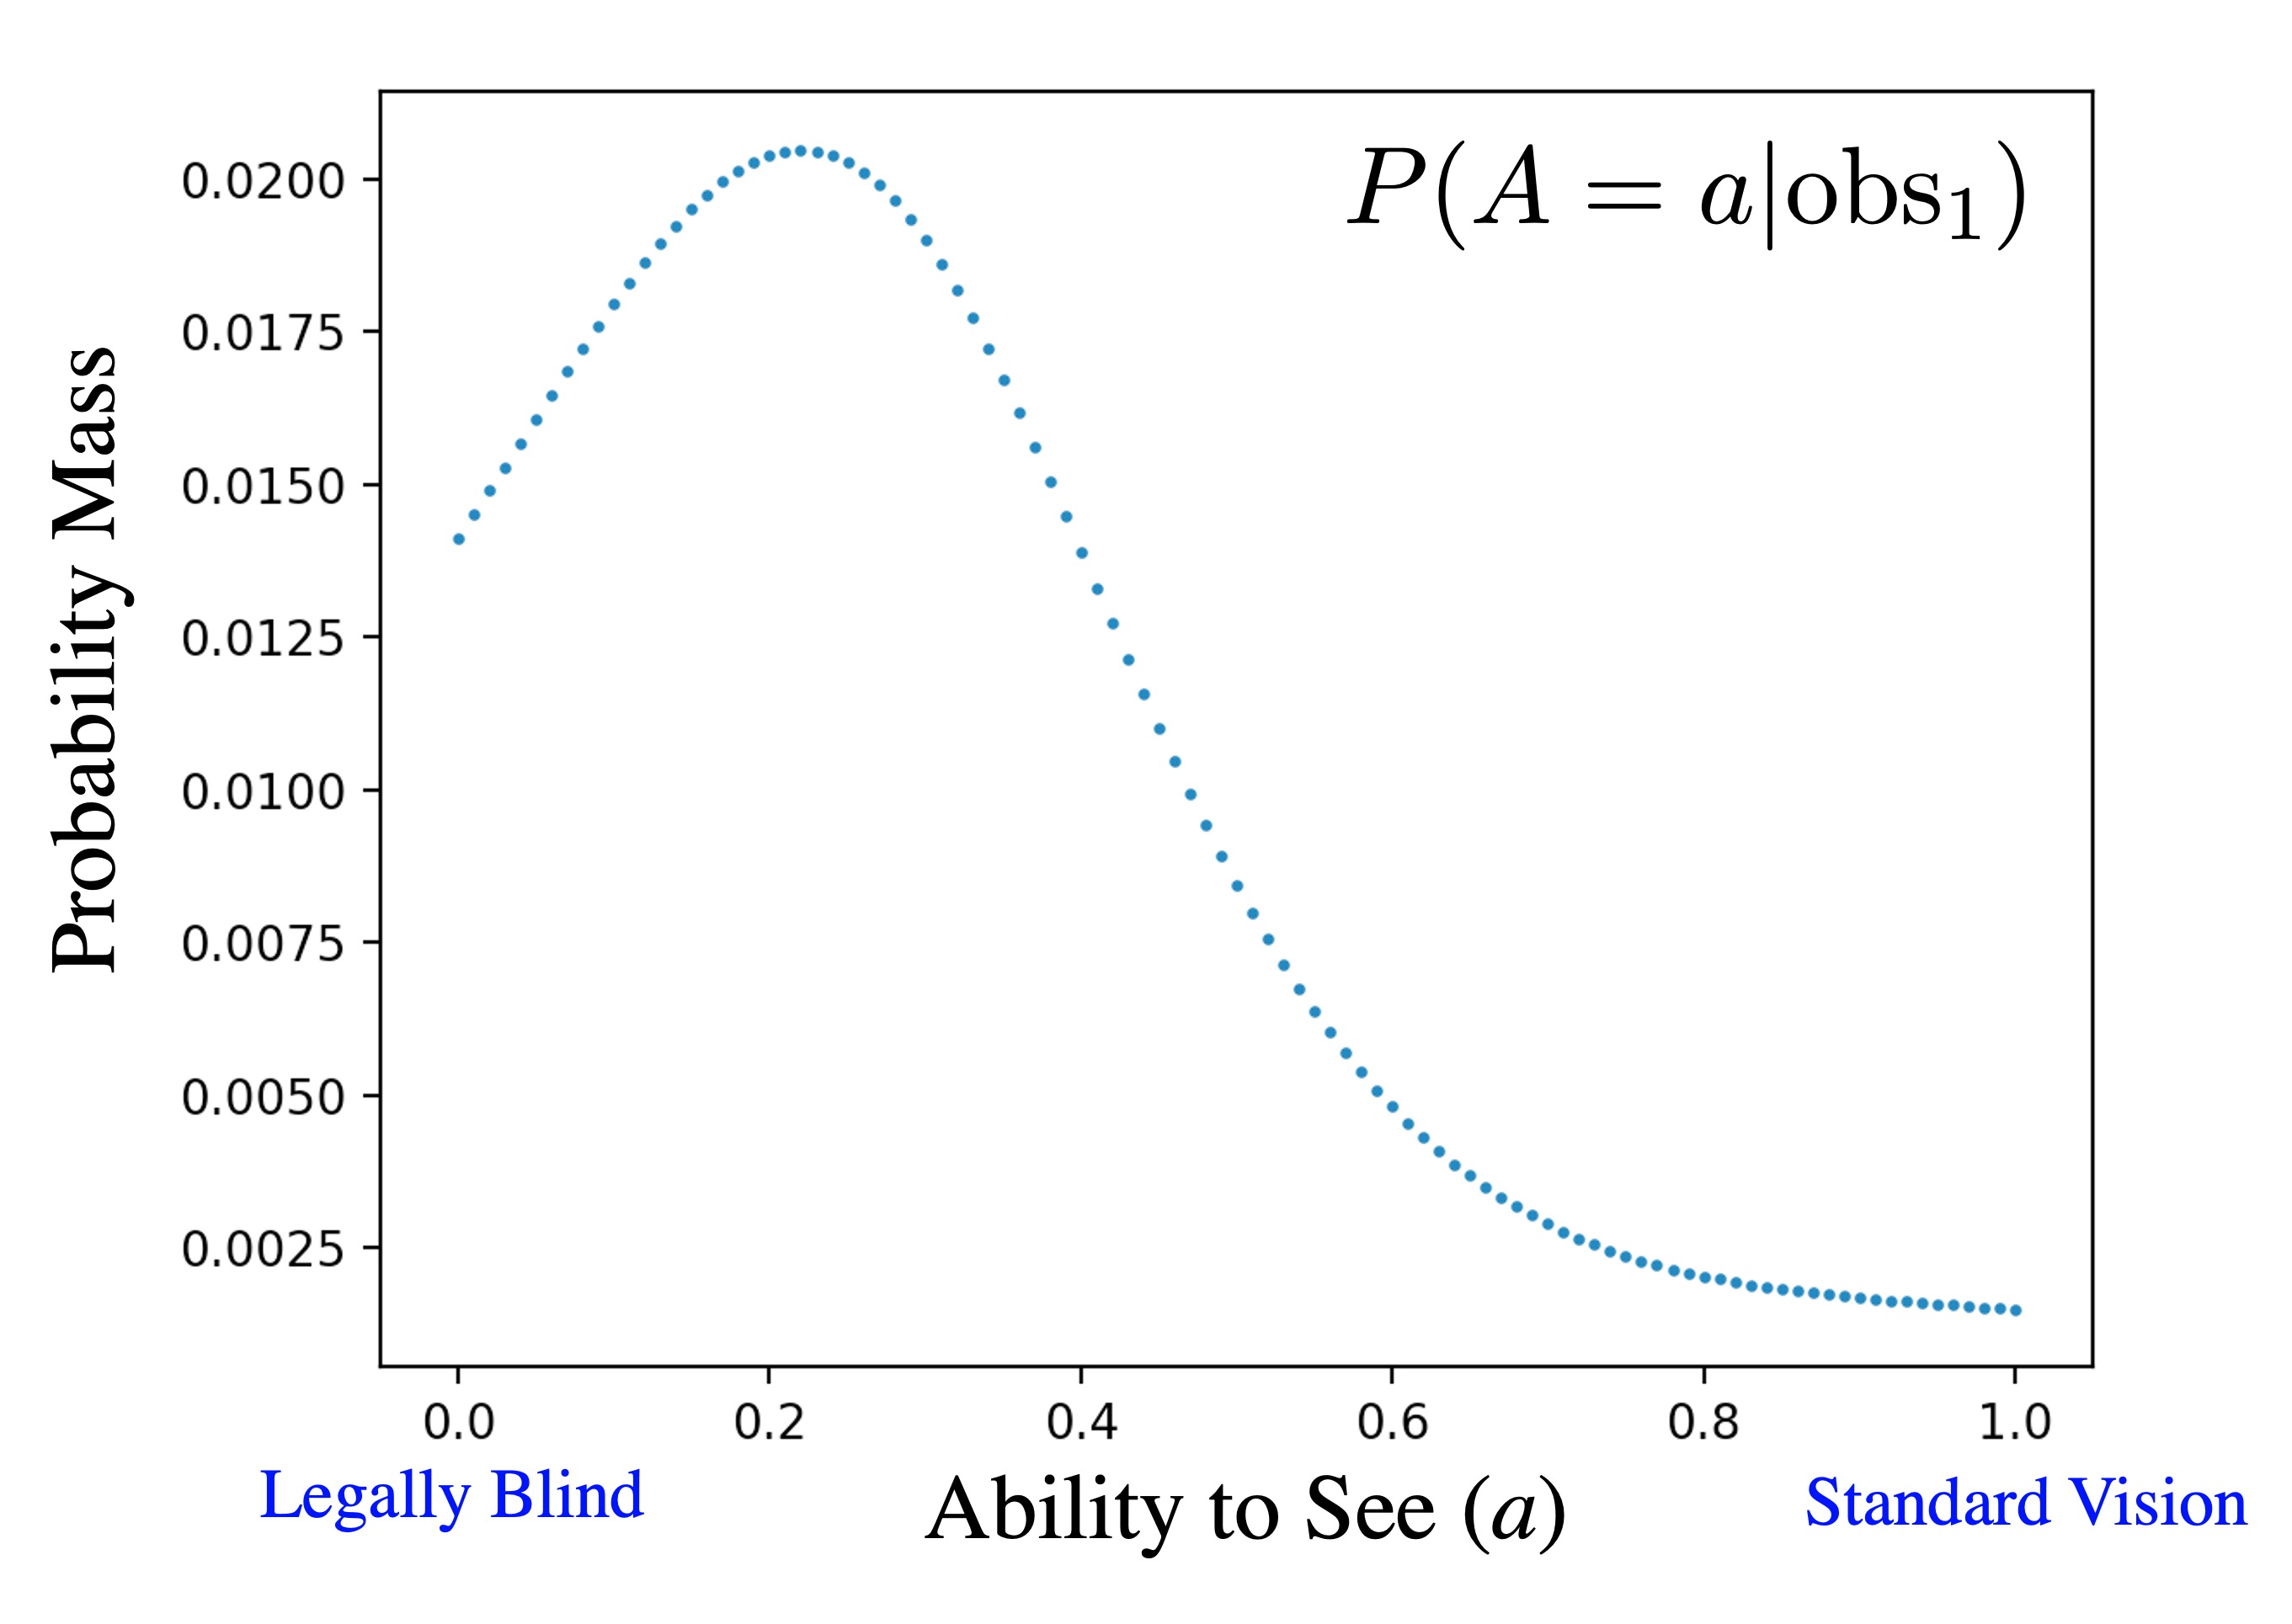 P(A = a|obs₁)
Probability Mass
0.0200
0.0175
0.0150
0.0125
0.0100
0.0075
0.0050
0.0025
0.0 0.2 0.4 0.6 0.8 1.0
Legally Blind Ability to See (a) Standard Vision